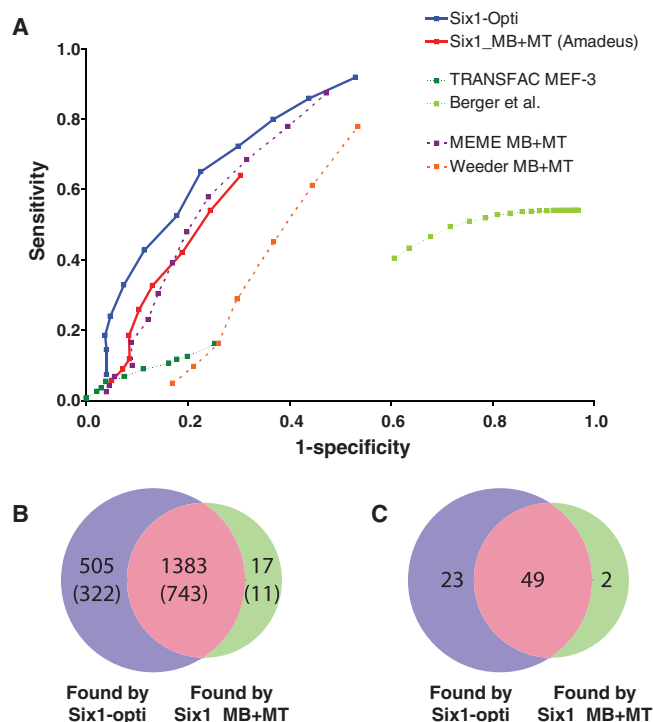 A
Six1-Opti
Six1_MB+MT (Amadeus)
TRANSFAC MEF-3
Berger et al.
MEME MB+MT
Weeder MB+MT
Sensitivity
1.0
0.8
0.6
0.4
0.2
0.0
0.0 0.2 0.4 0.6 0.8 1.0
1-specificity
B
505
(322)
1383
(743)
17
(11)
Found by
Six1-opti
Found by
Six1_MB+MT
C
23 49 2
Found by
Six1-opti
Found by
Six1_MB+MT